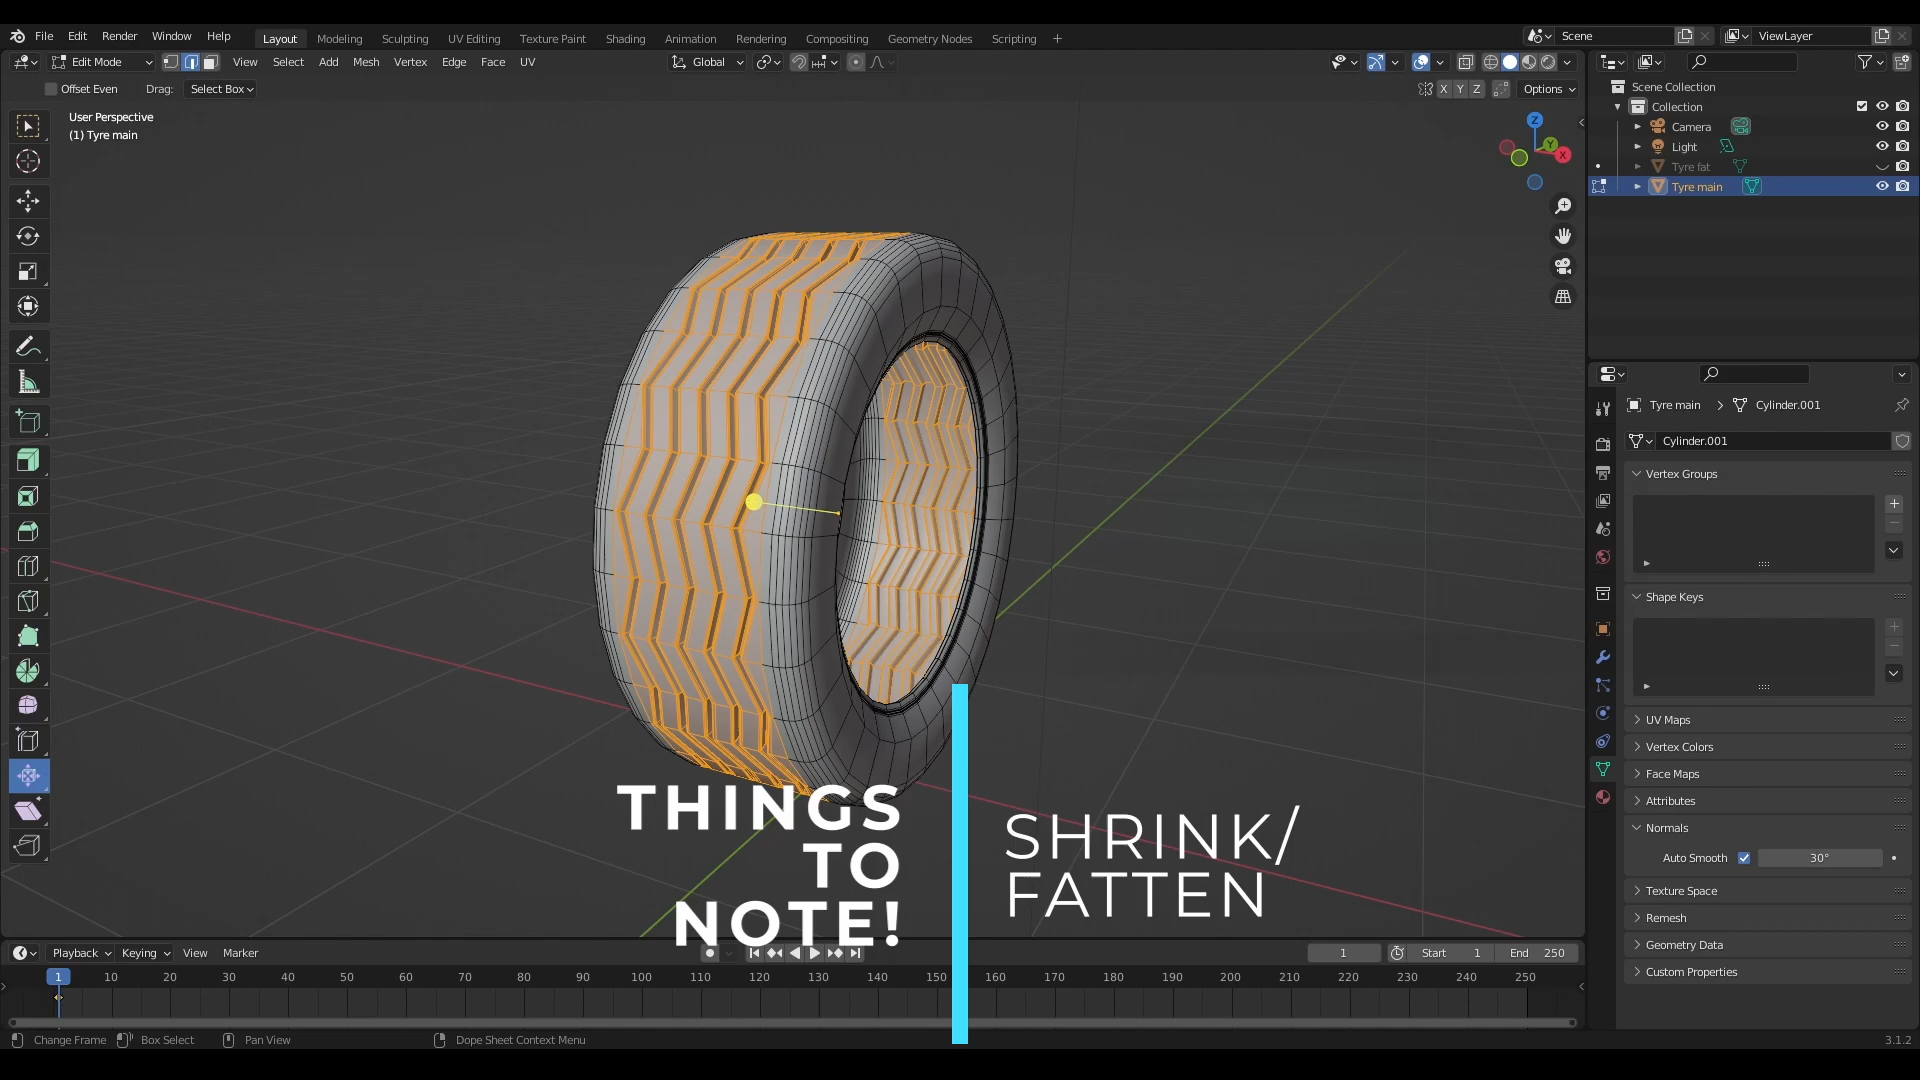 File Edit Render Window Help Layout Modeling Sculpting UV Editing Texture Paint Shading Animation Rendering Compositing Geometry Nodes Scripting + Scene ViewLayer
Edit Mode View Select Add Mesh Vertex Edge Face UV Global
Offset Even Drag: Select Box X Y Z Options
User Perspective
(1) Tyre main
Z
Y
X
Scene Collection
Collection
Camera
Light
Tyre fat
Tyre main
Tyre main > Cylinder.001
Cylinder.001
Vertex Groups
Shape Keys
UV Maps
Vertex Colors
Face Maps
Attributes
Normals
Auto Smooth 30°
Texture Space
Remesh
Geometry Data
Custom Properties
THINGS
TO
NOTE!
SHRINK/
FATTEN
Playback Keying View Marker 1 Start 1 End 250
1 10 20 30 40 50 60 70 80 90 100 110 120 130 140 150 160 170 180 190 200 210 220 230 240 250
Change Frame Box Select Pan View Dope Sheet Context Menu 3.1.2